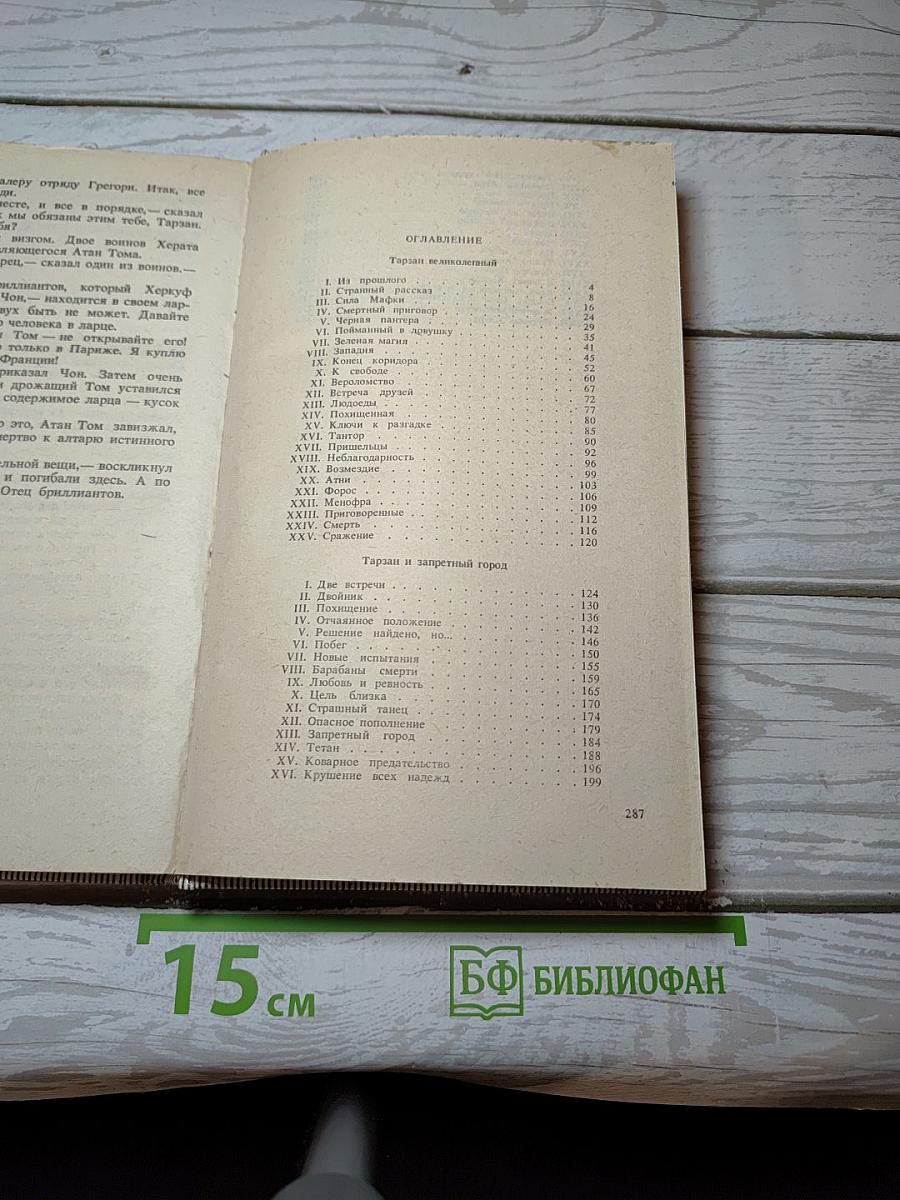 алеру отряду Грегори. Итак, все
ди.
месте, и все в порядке,— сказал
мы обязаны этим тебе, Тарзан.
бя?
визгом. Двое воинов Херата
вляющегося Атан Тома.
рец,— сказал один из воинов.—
риллиантов, который Херкуф
Чон,— находится в своем лар-
вух быть не может. Давайте
о человека в ларце.
Том — не открывайте его!
о только в Париже. Я куплю
Франции!
риказал Чон. Затем очень
и дрожащий Том уставился
содержимое ларца — кусок
о это, Атан Том завизжал,
мертво к алтарю истинного
ельной вещи,— воскликнул
и погибали здесь. А по
Отец бриллиантов.
ОГЛАВЛЕНИЕ
Тарзан великолепный
I. Из прошлого . . . 4
II. Странный рассказ . . . 8
III. Сила Мафки . . . 16
IV. Смертный приговор . . . 24
V. Черная пантера . . . 29
VI. Пойманный в ловушку . . . 35
VII. Зеленая магия . . . 41
VIII. Западня . . . 45
IX. Конец коридора . . . 52
X. К свободе . . . 60
XI. Вероломство . . . 67
XII. Встреча друзей . . . 72
XIII. Людоеды . . . 77
XIV. Похищенная . . . 80
XV. Ключи к разгадке . . . 85
XVI. Тантор . . . 90
XVII. Пришельцы . . . 92
XVIII. Неблагодарность . . . 96
XIX. Возмездие . . . 99
XX. Атни . . . 103
XXI. Форос . . . 106
XXII. Менофра . . . 109
XXIII. Приговоренные . . . 112
XXIV. Смерть . . . 116
XXV. Сражение . . . 120
Тарзан и запретный город
I. Две встречи . . . 124
II. Двойник . . . 130
III. Похищение . . . 136
IV. Отчаянное положение . . . 142
V. Решение найдено, но... . . . 146
VI. Побег . . . 150
VII. Новые испытания . . . 155
VIII. Барабаны смерти . . . 159
IX. Любовь и ревность . . . 165
X. Цель близка . . . 170
XI. Страшный танец . . . 174
XII. Опасное пополнение . . . 179
XIII. Запретный город . . . 184
XIV. Тетан . . . 188
XV. Коварное предательство . . . 196
XVI. Крушение всех надежд . . . 199
287
15 см
БФ БИБЛИОФАН